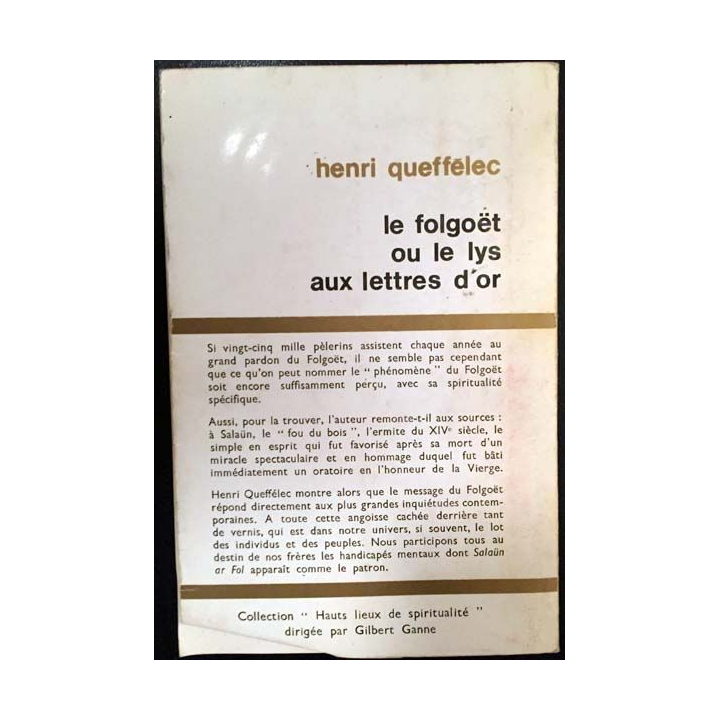 henri queffélec
le folgoët
ou le lys
aux lettres d'or
Si vingt-cinq mille pèlerins assistent chaque année au
grand pardon du Folgoët, il ne semble pas cependant
que ce qu'on peut nommer le " phénomène " du Folgoët
soit encore suffisamment perçu, avec sa spiritualité
spécifique.
Aussi, pour la trouver, l'auteur remonte-t-il aux sources :
à Salaün, le " fou du bois ", l'ermite du XIVe siècle, le
simple en esprit qui fut favorisé après sa mort d'un
miracle spectaculaire et en hommage duquel fut bâti
immédiatement un oratoire en l'honneur de la Vierge.
Henri Queffélec montre alors que le message du Folgoët
répond directement aux plus grandes inquiétudes contem-
poraines. A toute cette angoisse cachée derrière tant
de vernis, qui est dans notre univers, si souvent, le lot
des individus et des peuples. Nous participons tous au
destin de nos frères les handicapés mentaux dont Salaün
ar Fol apparaît comme le patron.
Collection " Hauts lieux de spiritualité "
dirigée par Gilbert Ganne